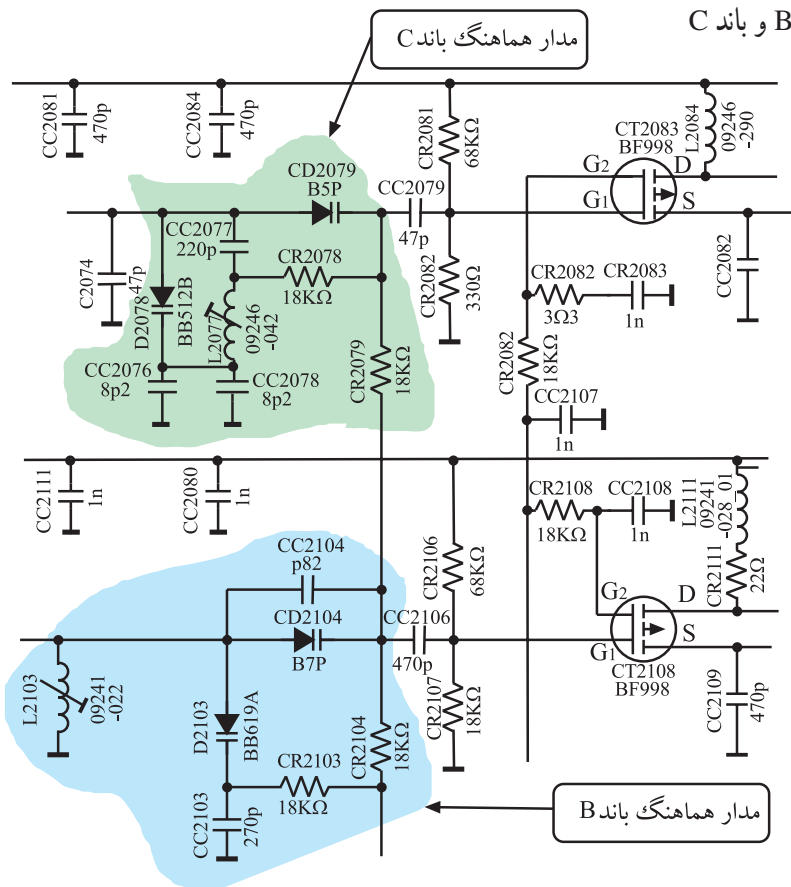 B و باند C
مدار هماهنگ باند C
CC2081
470p
CC2084
470p
CR2081
68KΩ
L2084
09246
-290
CT2083
BF998
G2
D
G1
S
CD2079
B5P
CC2079
47p
CC2077
220p
CR2078
18KΩ
C2074
47p
D2078
BB512B
L2077
09246
-042
CR2082
330Ω
CC2082
CR2082
3Ω3
CR2083
1n
CR2079
18KΩ
CR2082
18KΩ
CC2076
8p2
CC2078
8p2
CC2107
1n
CC2111
1n
CC2080
1n
CR2106
68KΩ
CR2108
18KΩ
CC2108
1n
L2111
09241
-028_01
CR2111
22Ω
CC2104
p82
CD2104
B7P
CC2106
470p
G2
D
G1
S
CT2108
BF998
L2103
09241
-022
D2103
BB619A
CR2104
18KΩ
CR2107
18KΩ
CC2109
470p
CR2103
18KΩ
CC2103
270p
مدار هماهنگ باند B